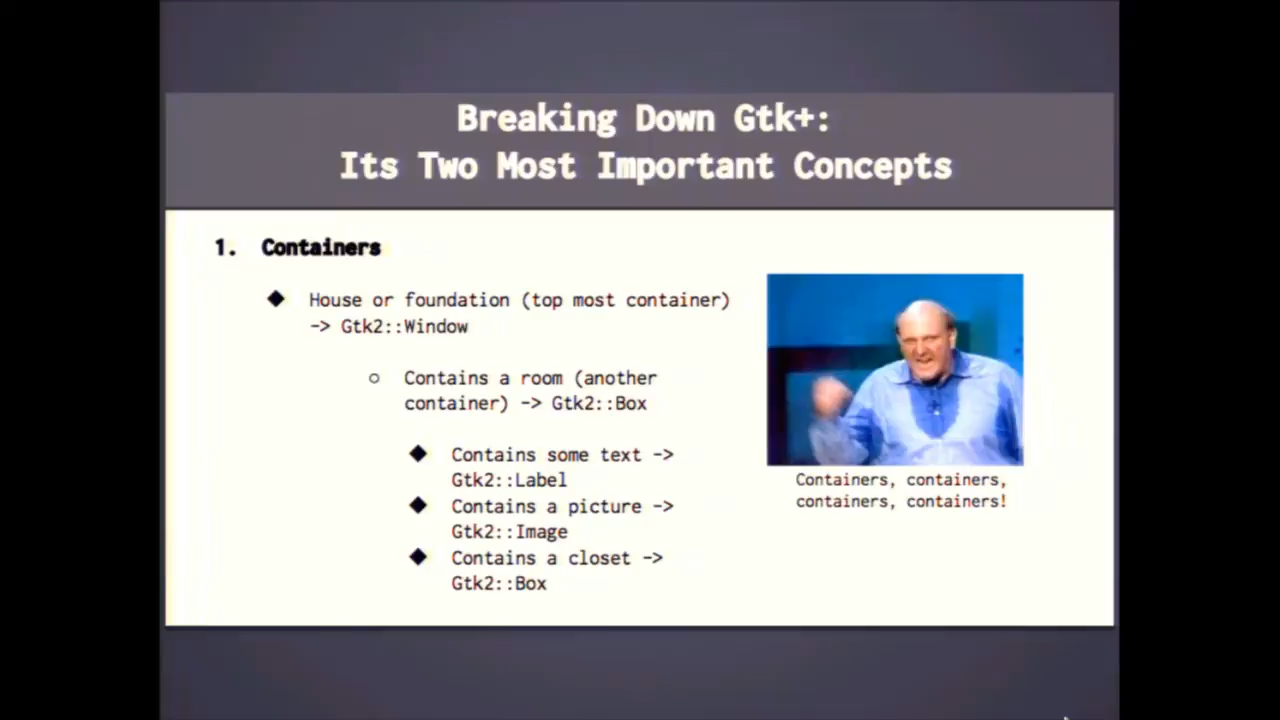 Breaking Down Gtk+:
Its Two Most Important Concepts
1. Containers
House or foundation (top most container)
-> Gtk2::Window
Contains a room (another
container) -> Gtk2::Box
Contains some text ->
Gtk2::Label
Contains a picture ->
Gtk2::Image
Contains a closet ->
Gtk2::Box
Containers, containers,
containers, containers!